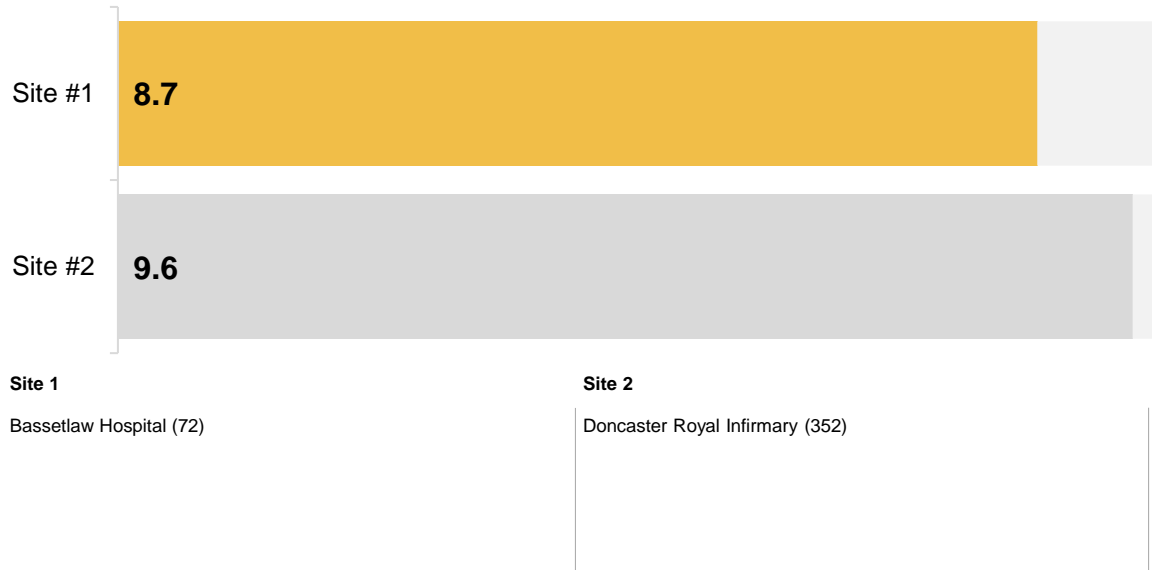 Site #1
8.7
Site #2
9.6
Site 1
Site 2
Bassetlaw Hospital (72)
Doncaster Royal Infirmary (352)